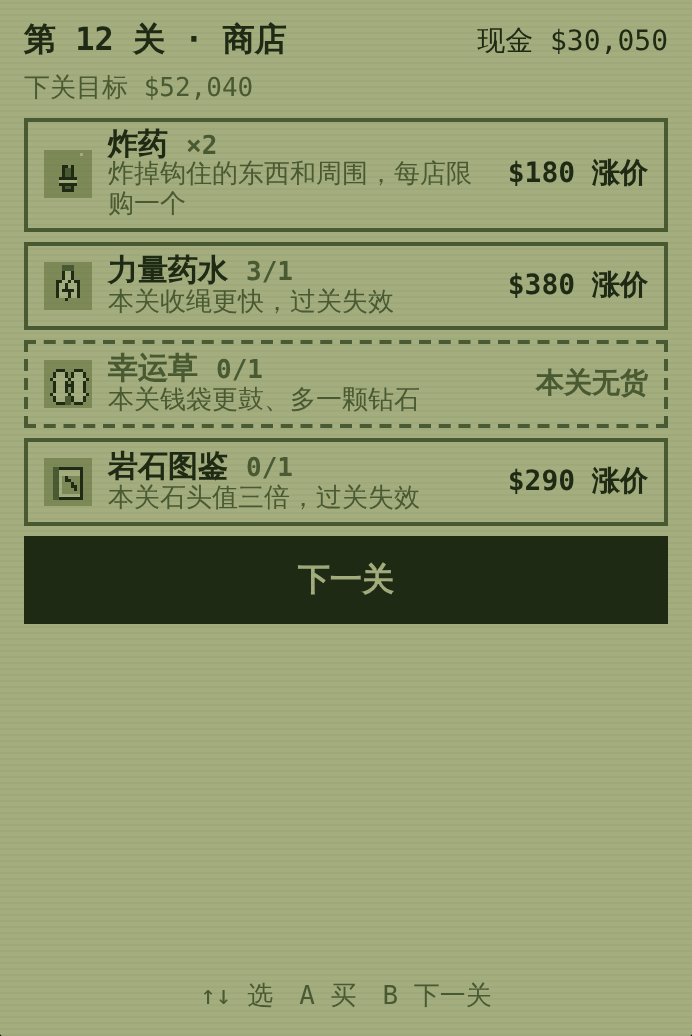 第 12 关 · 商店
现金 $30,050
下关目标 $52,040
炸药 ×2
炸掉钩住的东西和周围，每店限
购一个
$180 涨价
力量药水 3/1
本关收绳更快，过关失效
$380 涨价
幸运草 0/1
本关钱袋更鼓、多一颗钻石
本关无货
岩石图鉴 0/1
本关石头值三倍，过关失效
$290 涨价
下一关
↑↓ 选 A 买 B 下一关